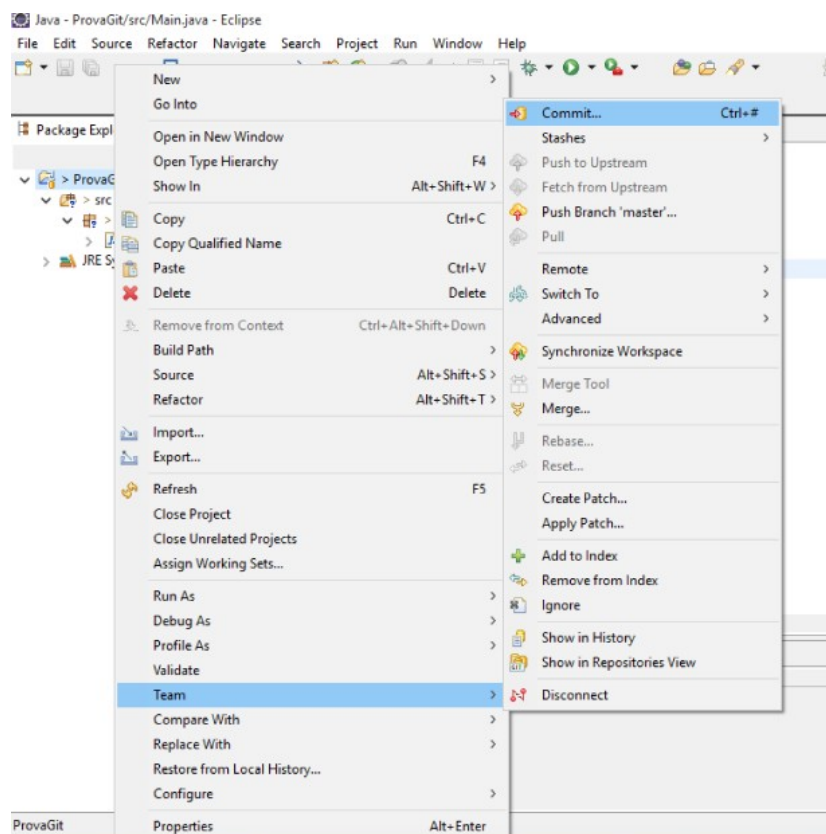 Java - ProvaGit/src/Main.java - Eclipse
File Edit Source Refactor Navigate Search Project Run Window Help
Package Expl
> ProvaG
> src
>
JRE Sy
New
Go Into
Open in New Window
Open Type Hierarchy F4
Show In Alt+Shift+W >
Copy Ctrl+C
Copy Qualified Name
Paste Ctrl+V
Delete Delete
Remove from Context Ctrl+Alt+Shift+Down
Build Path
Source Alt+Shift+S >
Refactor Alt+Shift+T >
Import...
Export...
Refresh F5
Close Project
Close Unrelated Projects
Assign Working Sets...
Run As
Debug As
Profile As
Validate
Team
Compare With
Replace With
Restore from Local History...
Configure
Properties Alt+Enter
Commit... Ctrl+#
Stashes
Push to Upstream
Fetch from Upstream
Push Branch 'master'...
Pull
Remote
Switch To
Advanced
Synchronize Workspace
Merge Tool
Merge...
Rebase...
Reset...
Create Patch...
Apply Patch...
Add to Index
Remove from Index
Ignore
Show in History
Show in Repositories View
Disconnect
ProvaGit